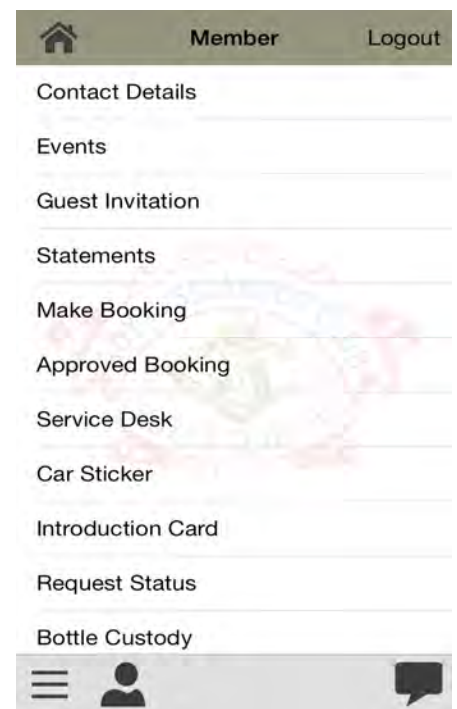 Member Logout
Contact Details
Events
Guest Invitation
Statements
Make Booking
Approved Booking
Service Desk
Car Sticker
Introduction Card
Request Status
Bottle Custody